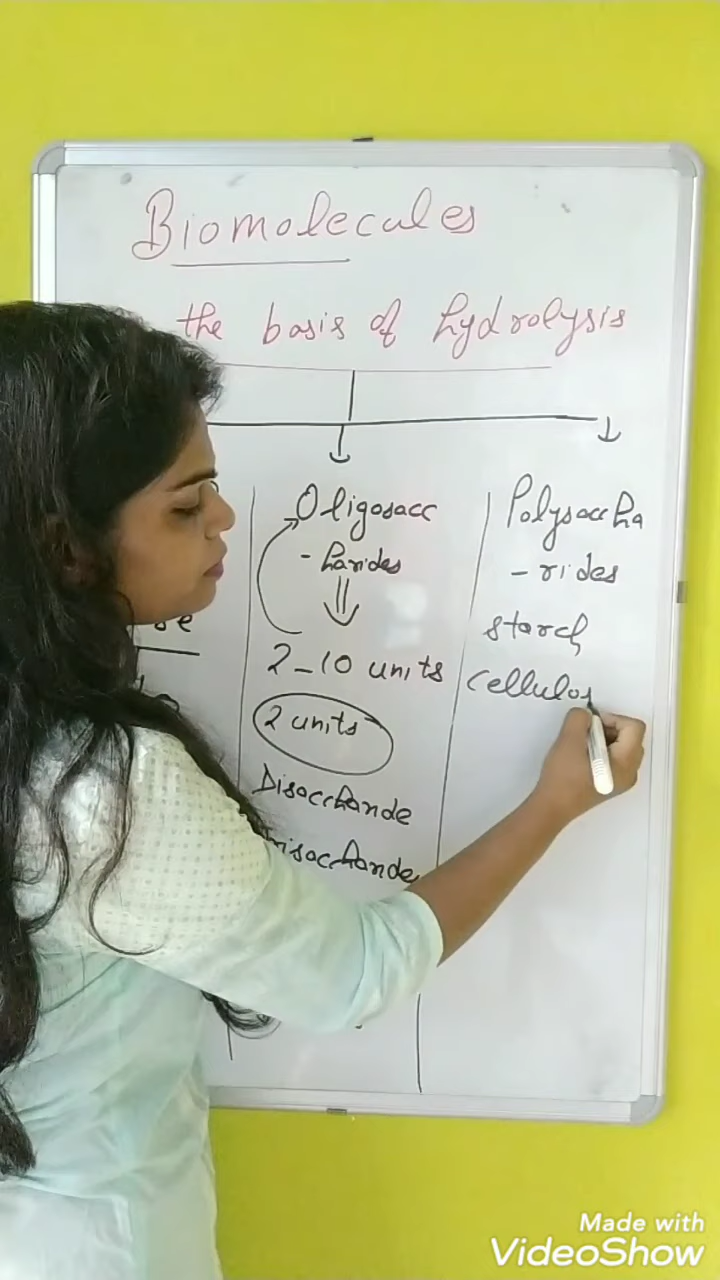 Biomolecules
the basis of hydrolysis
Oligosacc
- harides
2-10 units
2 units
Disaccharide
Polysaccha
- rides
starch
Cellulos
Made with
VideoShow